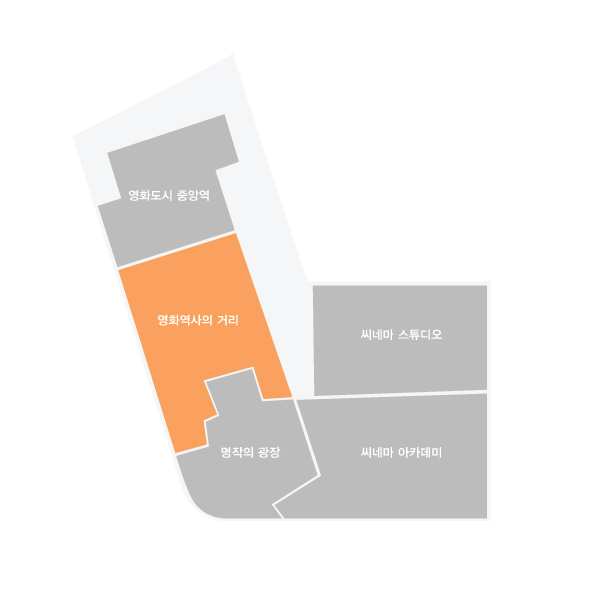 영화도시 중앙역
영화역사의 거리
씨네마 스튜디오
명작의 광장
씨네마 아카데미